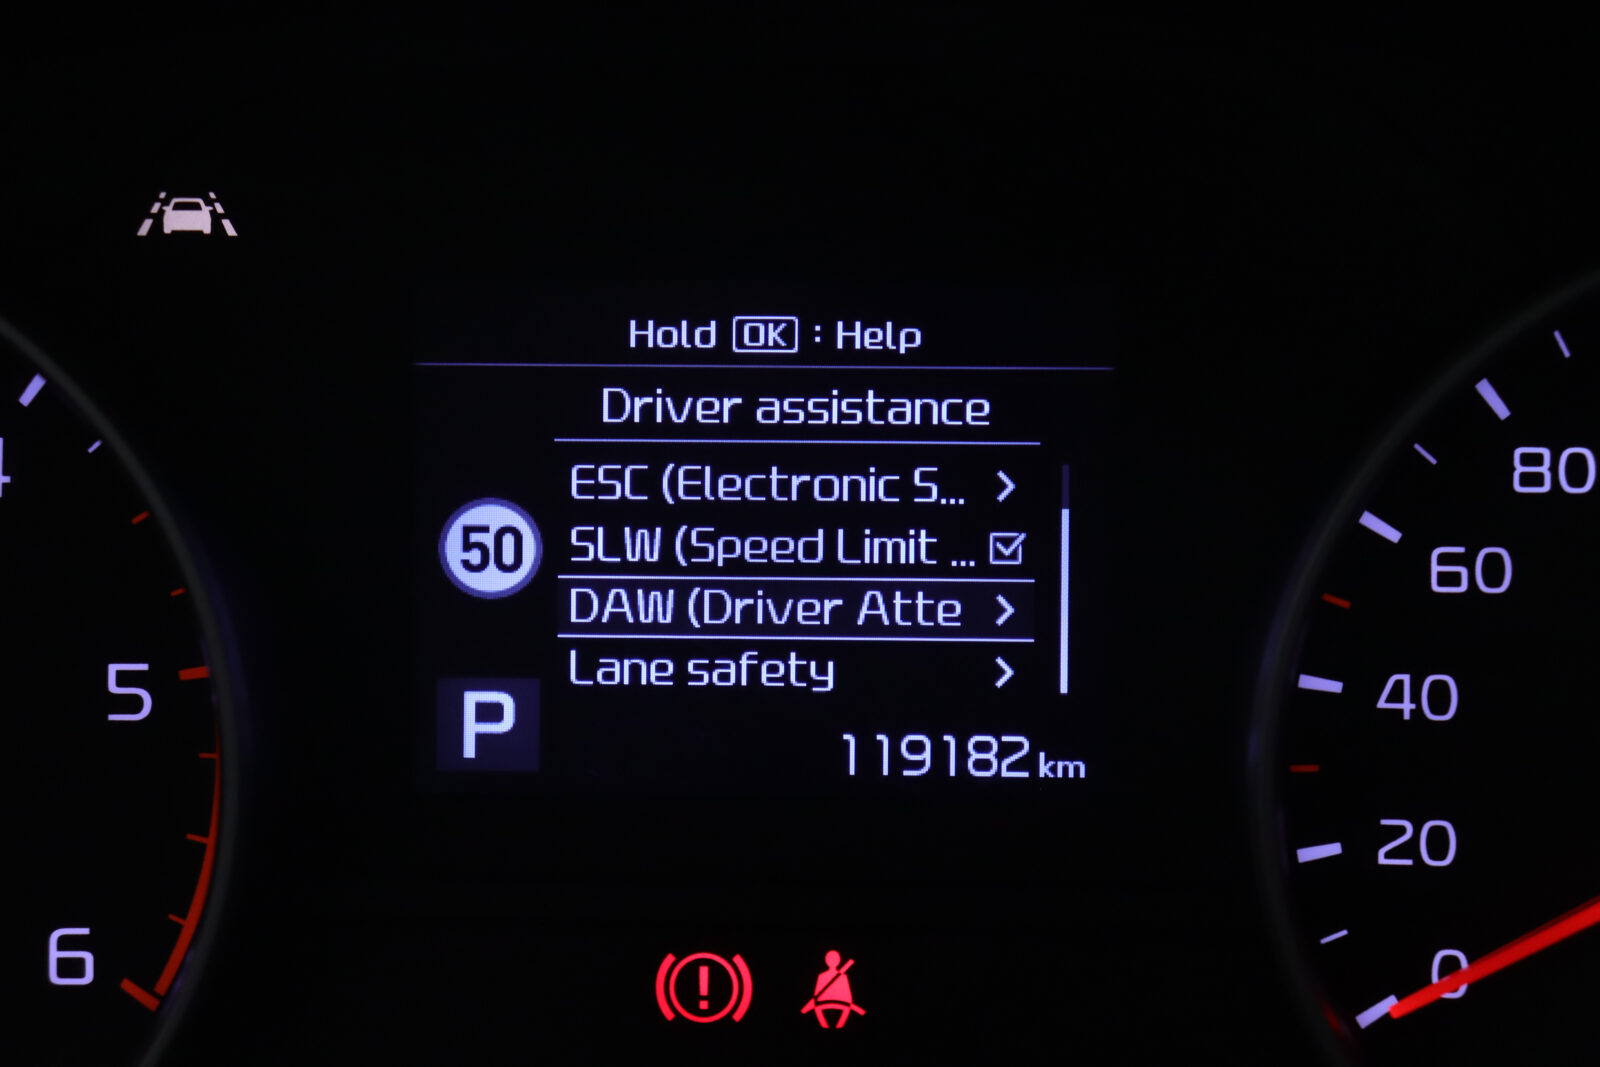 Hold OK : Help
Driver assistance
ESC (Electronic S...
SLW (Speed Limit ...
50
DAW (Driver Atte
Lane safety
P
119182 km
4
5
6
80
60
40
20
0